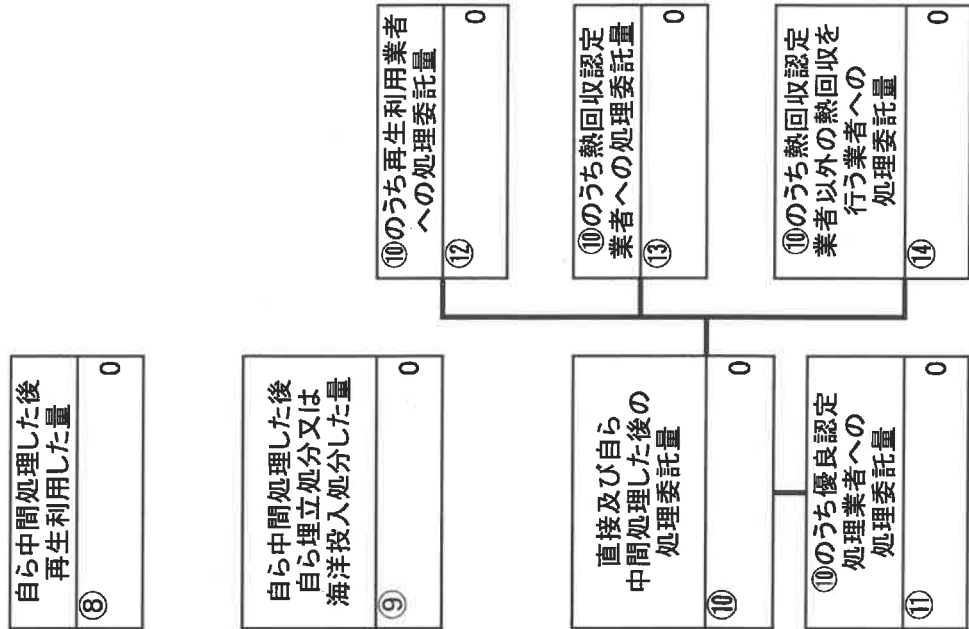 自ら中間処理した後
再生利用した量
⑧
0
自ら中間処理した後
自ら埋立処分又は
海洋投入処分した量
⑨
0
直接及び自ら
中間処理した後の
処理委託量
⑩
0
⑩のうち優良認定
処理業者への
処理委託量
⑪
0
⑩のうち再生利用業者
への処理委託量
⑫
0
⑩のうち熱回収認定
業者への処理委託量
⑬
0
⑩のうち熱回収認定
業者以外の熱回収を
行う業者への
処理委託量
⑭
0